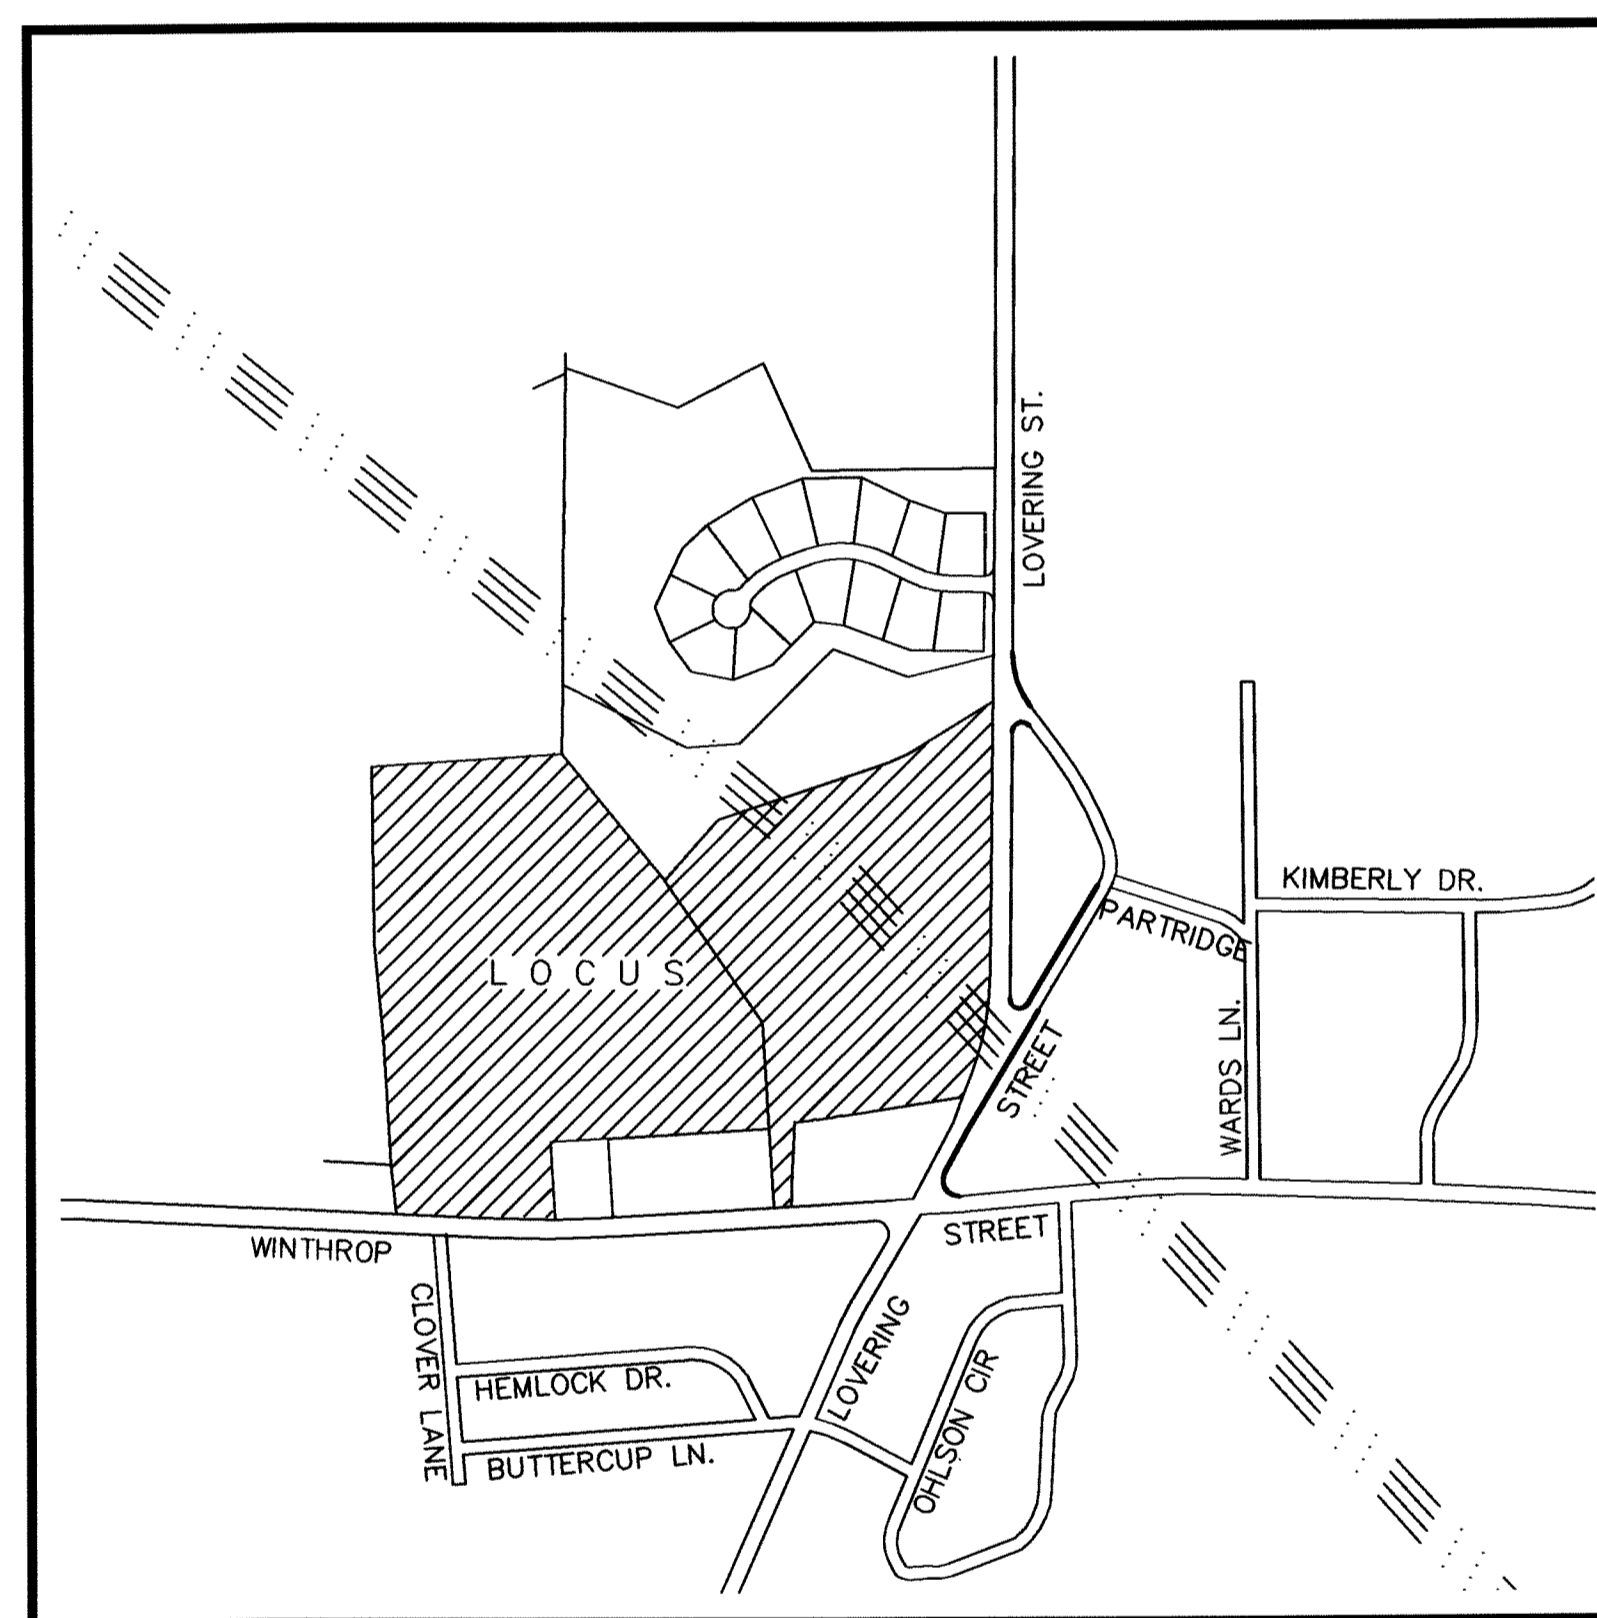 LOVERING ST.
KIMBERLY DR.
PARTRIDGE
L O C U S
STREET
WARDS LN.
WINTHROP
STREET
CLOVER LANE
LOVERING
HEMLOCK DR.
OHLSON CIR
BUTTERCUP LN.